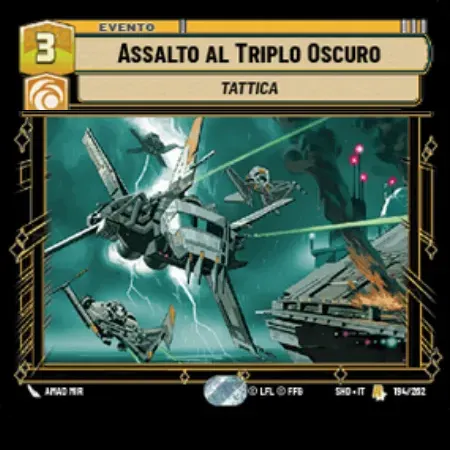 EVENTO
3
ASSALTO AL TRIPLO OSCURO
TATTICA
AMAD MIR
© LFL © FFG
SHD • IT
194/262